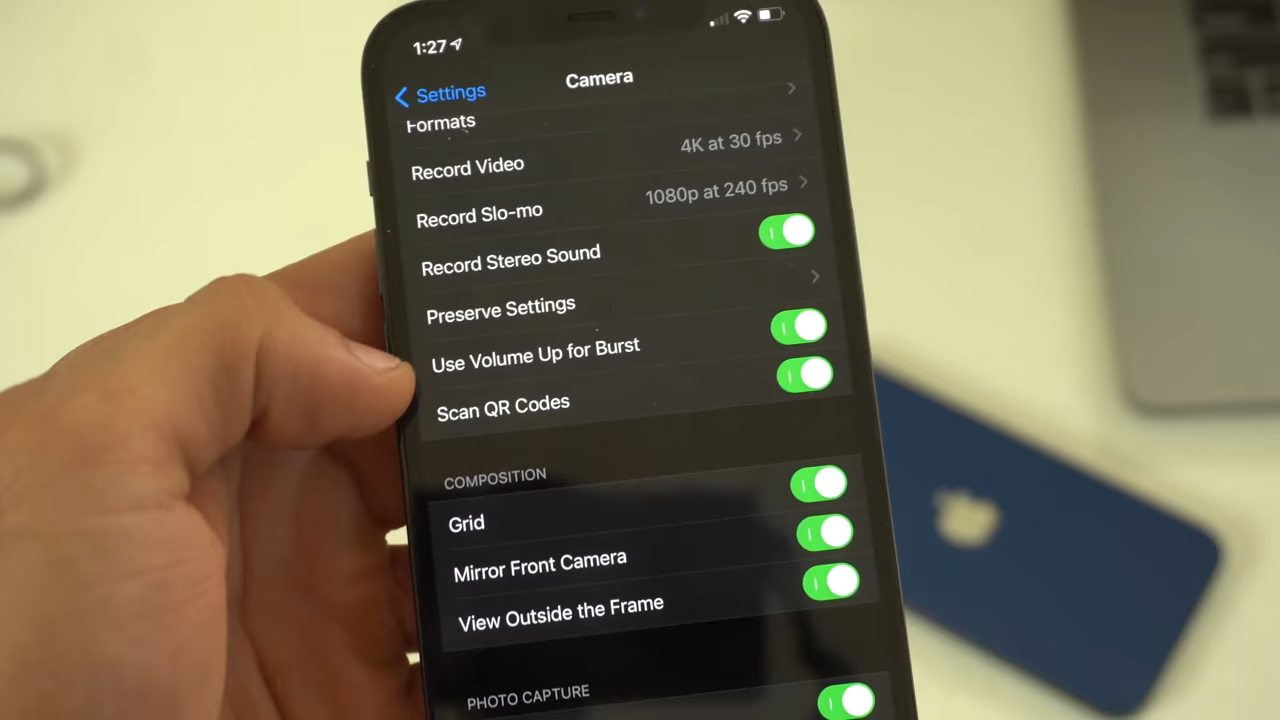 1:27
Settings
Camera
Formats
Record Video 4K at 30 fps
Record Slo-mo 1080p at 240 fps
Record Stereo Sound
Preserve Settings
Use Volume Up for Burst
Scan QR Codes
COMPOSITION
Grid
Mirror Front Camera
View Outside the Frame
PHOTO CAPTURE